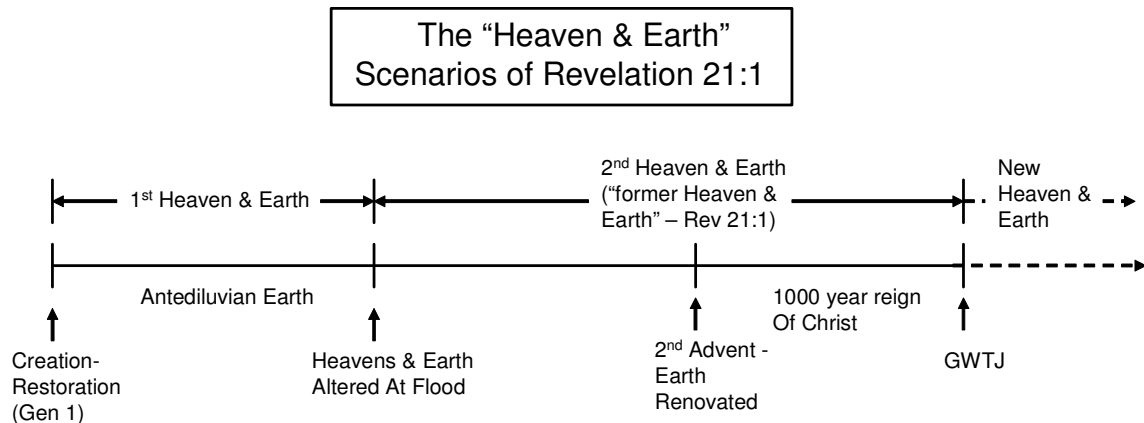 The “Heaven & Earth”
Scenarios of Revelation 21:1
1st Heaven & Earth
2nd Heaven & Earth
(“former Heaven &
Earth” – Rev 21:1)
New
Heaven &
Earth
Antediluvian Earth
1000 year reign
Of Christ
Creation-
Restoration
(Gen 1)
Heavens & Earth
Altered At Flood
2nd Advent -
Earth
Renovated
GWTJ